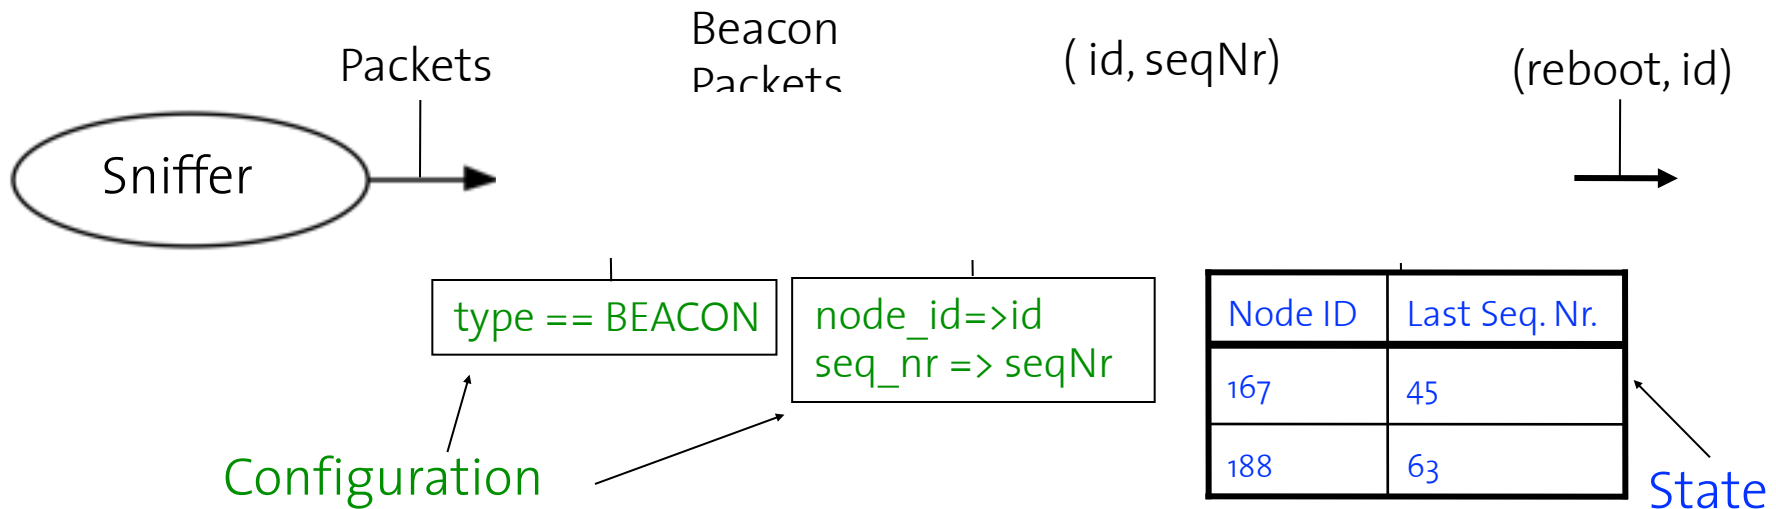 Packets
Beacon
Packets
( id, seqNr)
(reboot, id)
Sniffer
type == BEACON
node_id=>id
seq_nr => seqNr
Node ID Last Seq. Nr.
167 45
188 63
Configuration
State